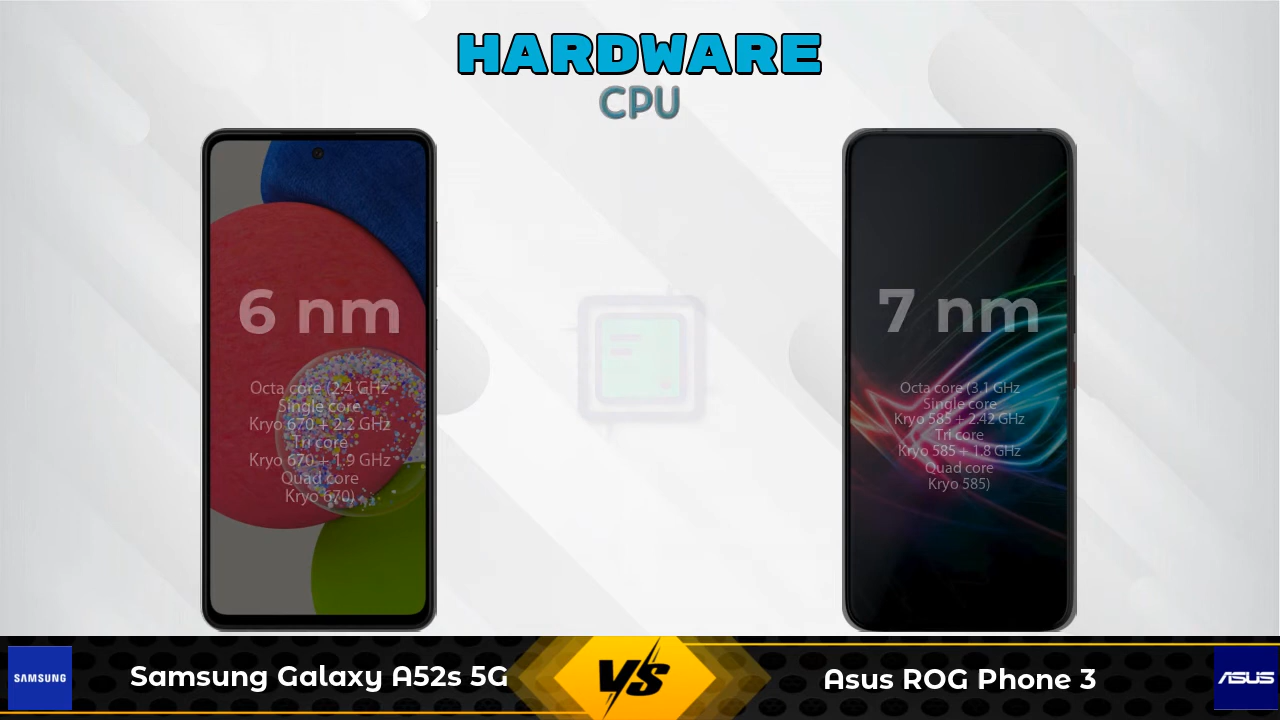 HARDWARE
CPU
6 nm
Octa core (2.4 GHz
Single core
Kryo 670 + 2.2 GHz
Tri core
Kryo 670 + 1.9 GHz
Quad core
Kryo 670)
7 nm
Octa core (3.1 GHz
Single core
Kryo 585 + 2.42 GHz
Tri core
Kryo 585 + 1.8 GHz
Quad core
Kryo 585)
SAMSUNG
Samsung Galaxy A52s 5G
VS
Asus ROG Phone 3
ASUS